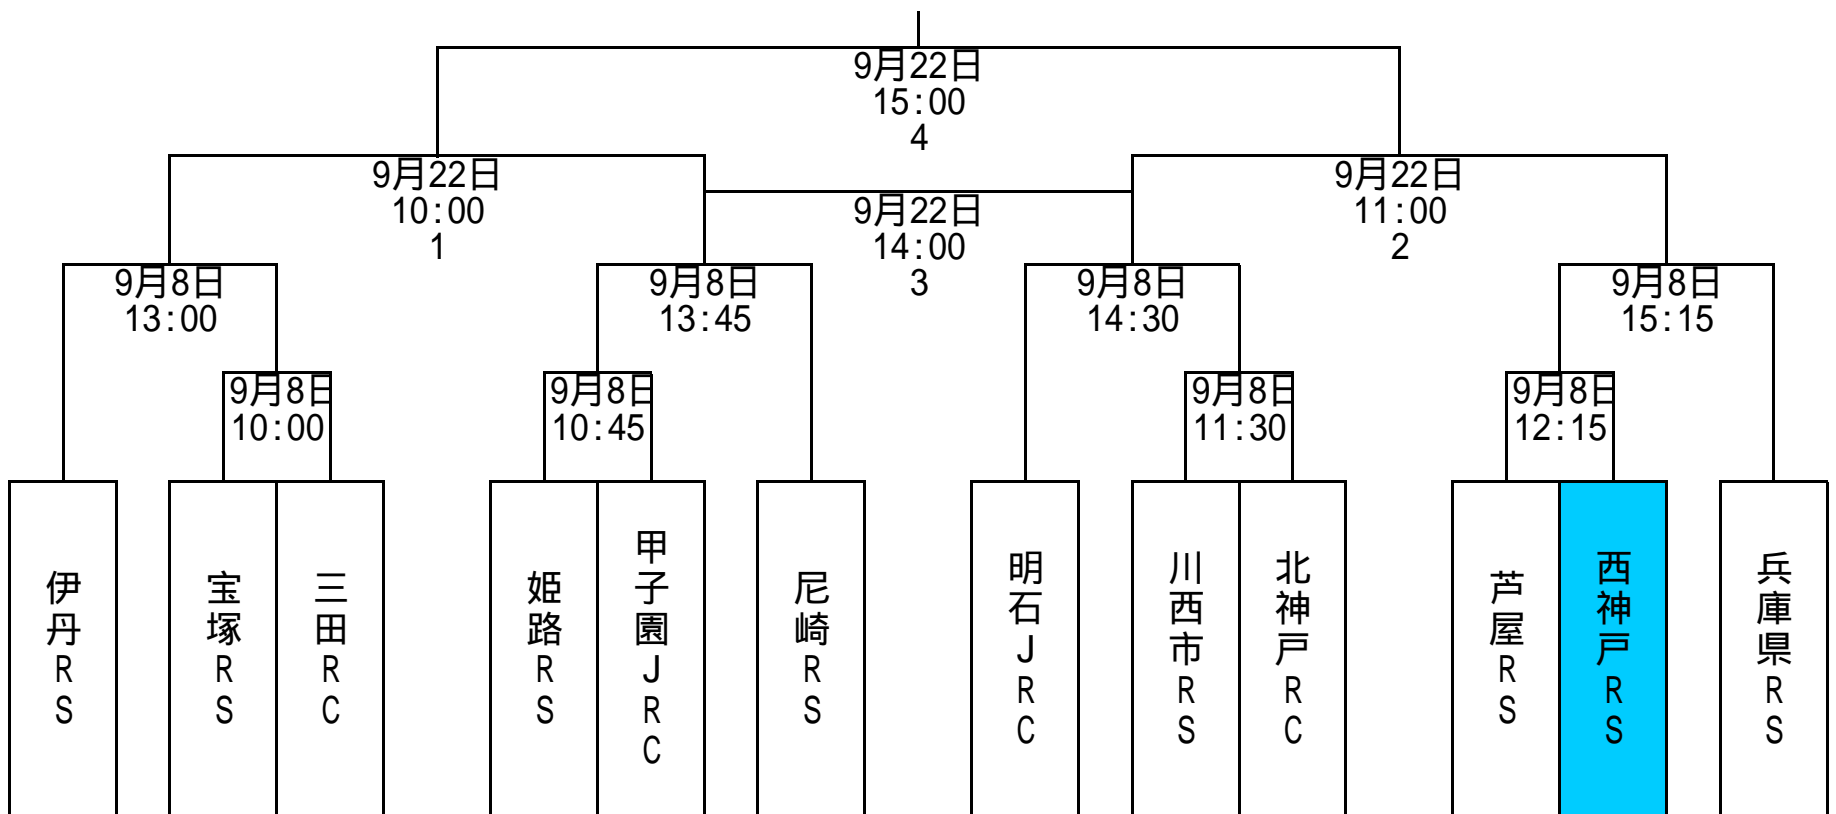 9月22日
15:00
4
9月22日
10:00
1
9月22日
14:00
3
9月22日
11:00
2
9月8日
13:00
9月8日
13:45
9月8日
14:30
9月8日
15:15
9月8日
10:00
9月8日
10:45
9月8日
11:30
9月8日
12:15
伊丹RS
宝塚RS
三田RC
姫路RS
甲子園JRC
尼崎RS
明石JRC
川西市RS
北神戸RC
芦屋RS
西神戸RS
兵庫県RS